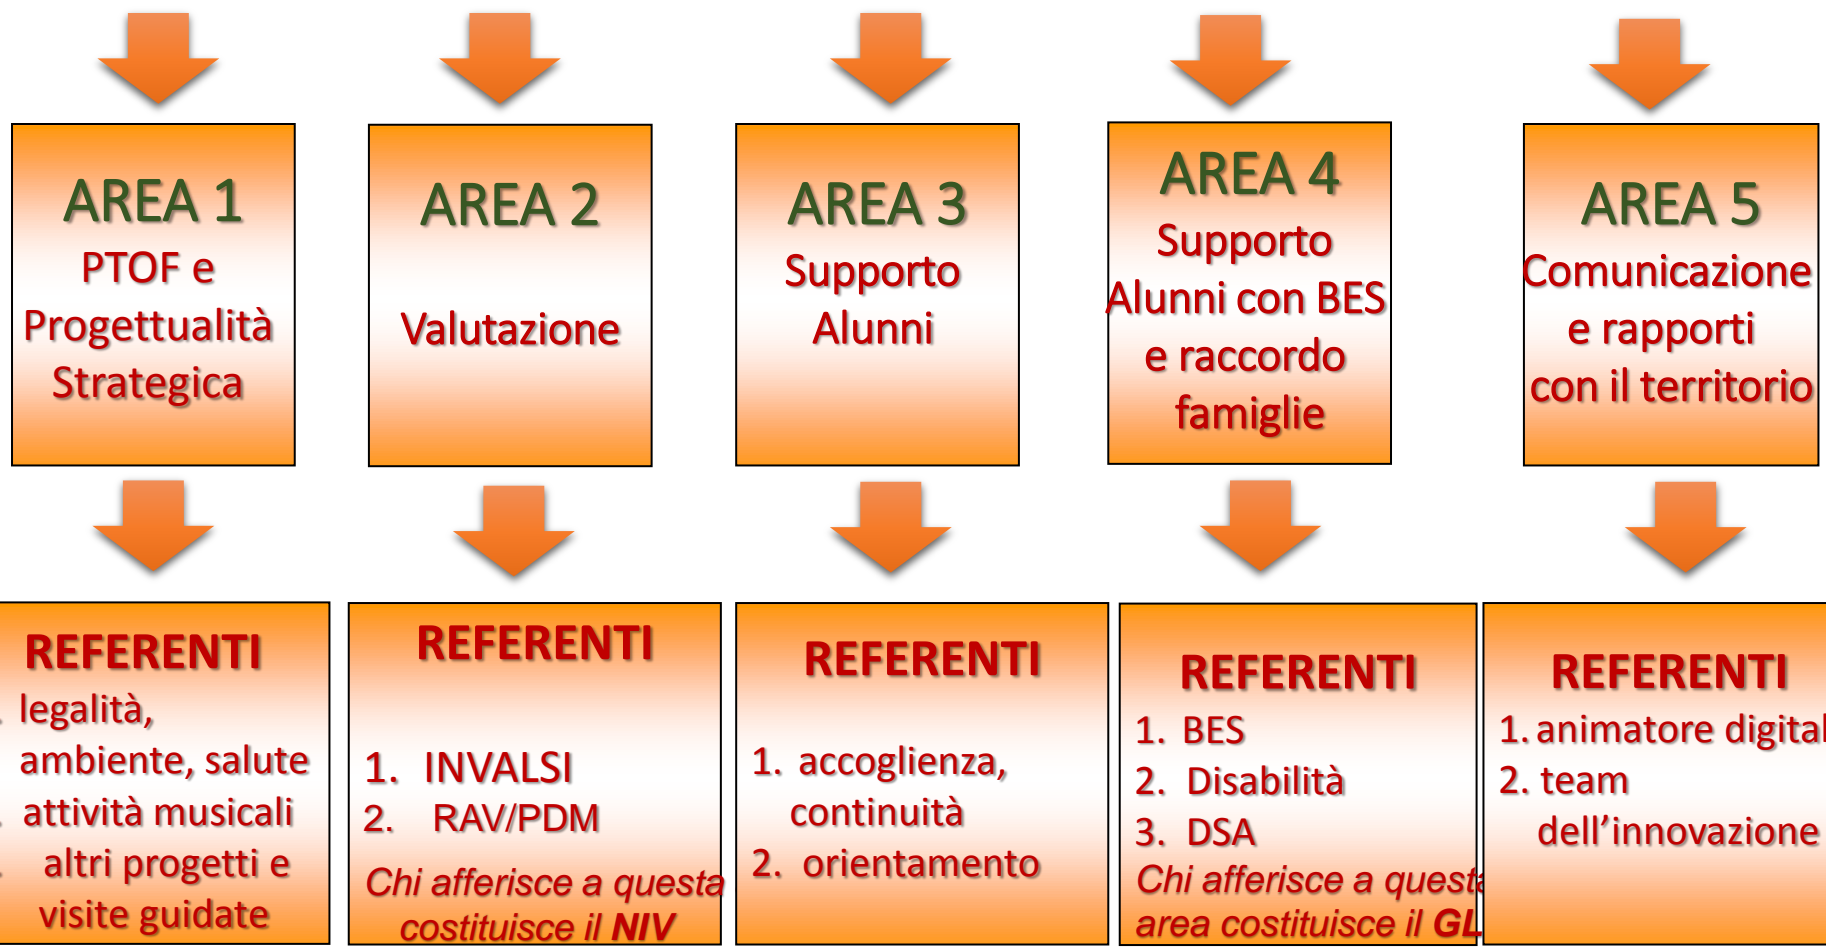 AREA 1
PTOF e
Progettualità
Strategica
AREA 2
Valutazione
AREA 3
Supporto
Alunni
AREA 4
Supporto
Alunni con BES
e raccordo
famiglie
AREA 5
Comunicazione
e rapporti
con il territorio
REFERENTI
legalità,
ambiente, salute
attività musicali
altri progetti e
visite guidate
REFERENTI
1. INVALSI
2. RAV/PDM
Chi afferisce a questa
costituisce il NIV
REFERENTI
1. accoglienza,
continuità
2. orientamento
REFERENTI
1. BES
2. Disabilità
3. DSA
Chi afferisce a questa
area costituisce il GL
REFERENTI
1. animatore digital
2. team
dell’innovazione